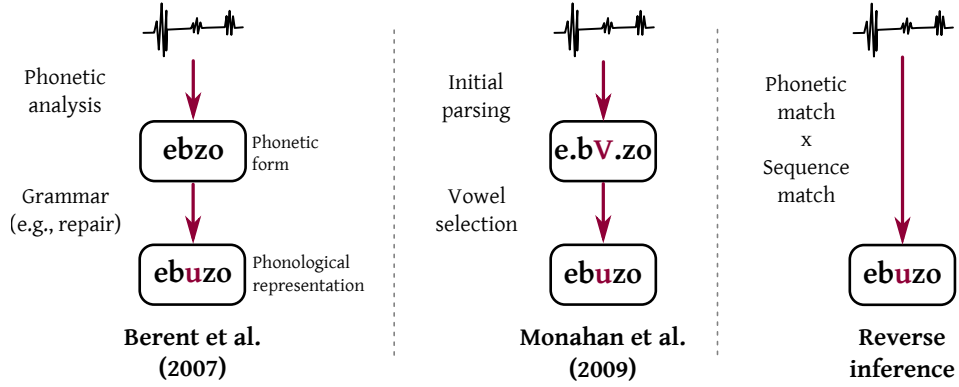 Phonetic
analysis
ebzo
Phonetic
form
Grammar
(e.g., repair)
ebuzo
Phonological
representation
Berent et al.
(2007)
Initial
parsing
e.bV.zo
Vowel
selection
ebuzo
Monahan et al.
(2009)
Phonetic
match
x
Sequence
match
ebuzo
Reverse
inference